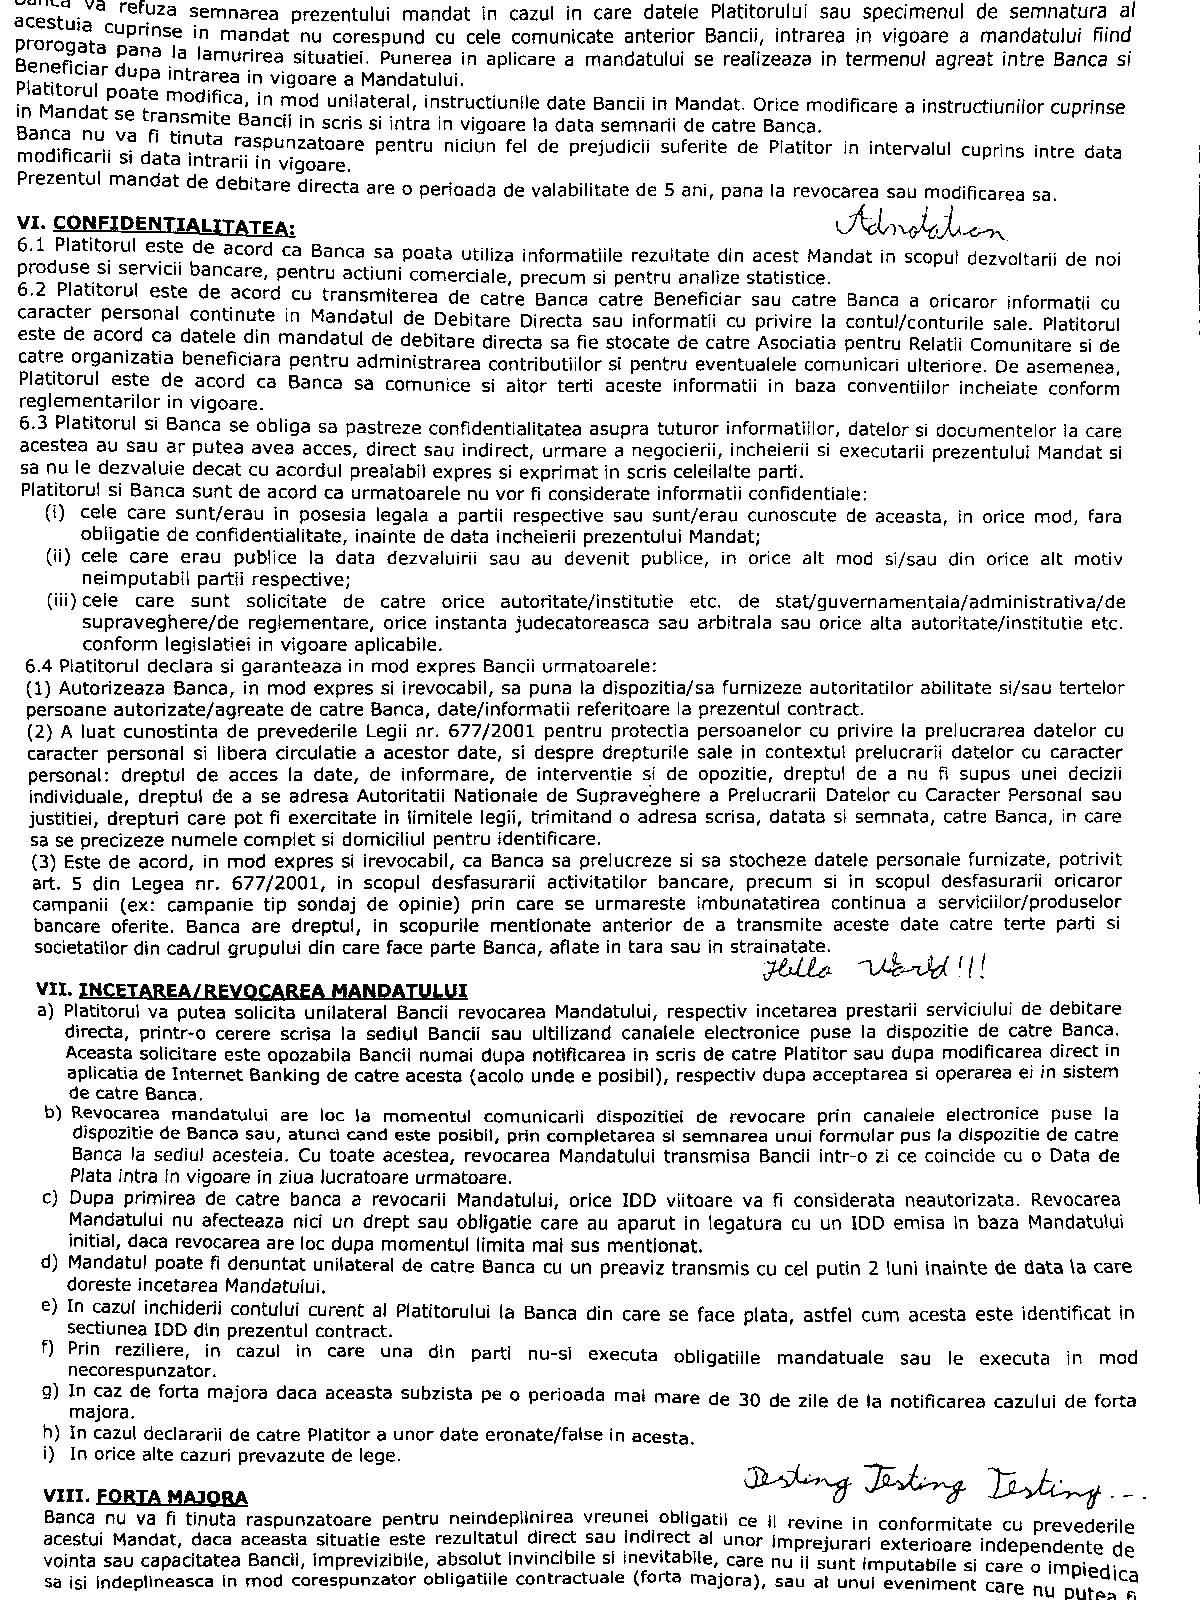 Banca va refuza semnarea prezentului mandat in cazul in care datele Platitorului sau specimenul de semnatura al
acestuia cuprinse in mandat nu corespund cu cele comunicate anterior Bancii, intrarea in vigoare a mandatului fiind
prorogata pana la lamurirea situatiei. Punerea in aplicare a mandatului se realizeaza in termenul agreat intre Banca si
Beneficiar dupa intrarea in vigoare a Mandatului.
Platitorul poate modifica, in mod unilateral, instructiunile date Bancii in Mandat. Orice modificare a instructiunilor cuprinse
in Mandat se transmite Bancii in scris si intra in vigoare la data semnarii de catre Banca.
Banca nu va fi tinuta raspunzatoare pentru niciun fel de prejudicii suferite de Platitor in intervalul cuprins intre data
modificarii si data intrarii in vigoare.
Prezentul mandat de debitare directa are o perioada de valabilitate de 5 ani, pana la revocarea sau modificarea sa.
Adnotation
VI. CONFIDENTIALITATEA:
6.1 Platitorul este de acord ca Banca sa poata utiliza informatiile rezultate din acest Mandat in scopul dezvoltarii de noi
produse si servicii bancare, pentru actiuni comerciale, precum si pentru analize statistice.
6.2 Platitorul este de acord cu transmiterea de catre Banca catre Beneficiar sau catre Banca a oricaror informatii cu
caracter personal continute in Mandatul de Debitare Directa sau informatii cu privire la contul/conturile sale. Platitorul
este de acord ca datele din mandatul de debitare directa sa fie stocate de catre Asociatia pentru Relatii Comunitare si de
catre organizatia beneficiara pentru administrarea contributiilor si pentru eventualele comunicari ulterioare. De asemenea,
Platitorul este de acord ca Banca sa comunice si altor terti aceste informatii in baza conventiilor incheiate conform
reglementarilor in vigoare.
6.3 Platitorul si Banca se obliga sa pastreze confidentialitatea asupra tuturor informatiilor, datelor si documentelor la care
acestea au sau ar putea avea acces, direct sau indirect, urmare a negocierii, incheierii si executarii prezentului Mandat si
sa nu le dezvaluie decat cu acordul prealabil expres si exprimat in scris celeilalte parti.
Platitorul si Banca sunt de acord ca urmatoarele nu vor fi considerate informatii confidentiale:
(i) cele care sunt/erau in posesia legala a partii respective sau sunt/erau cunoscute de aceasta, in orice mod, fara
obligatie de confidentialitate, inainte de data incheierii prezentului Mandat;
(ii) cele care erau publice la data dezvaluirii sau au devenit publice, in orice alt mod si/sau din orice alt motiv
neimputabil partii respective;
(iii) cele care sunt solicitate de catre orice autoritate/institutie etc. de stat/guvernamentala/administrativa/de
supraveghere/de reglementare, orice instanta judecatoreasca sau arbitrala sau orice alta autoritate/institutie etc.
conform legislatiei in vigoare aplicabile.
6.4 Platitorul declara si garanteaza in mod expres Bancii urmatoarele:
(1) Autorizeaza Banca, in mod expres si irevocabil, sa puna la dispozitia/sa furnizeze autoritatilor abilitate si/sau tertelor
persoane autorizate/agreate de catre Banca, date/informatii referitoare la prezentul contract.
(2) A luat cunostinta de prevederile Legii nr. 677/2001 pentru protectia persoanelor cu privire la prelucrarea datelor cu
caracter personal si libera circulatie a acestor date, si despre drepturile sale in contextul prelucrarii datelor cu caracter
personal: dreptul de acces la date, de informare, de interventie si de opozitie, dreptul de a nu fi supus unei decizii
individuale, dreptul de a se adresa Autoritatii Nationale de Supraveghere a Prelucrarii Datelor cu Caracter Personal sau
justitiei, drepturi care pot fi exercitate in limitele legii, trimitand o adresa scrisa, datata si semnata, catre Banca, in care
sa se precizeze numele complet si domiciliul pentru identificare.
(3) Este de acord, in mod expres si irevocabil, ca Banca sa prelucreze si sa stocheze datele personale furnizate, potrivit
art. 5 din Legea nr. 677/2001, in scopul desfasurarii activitatilor bancare, precum si in scopul desfasurarii oricaror
campanii (ex: campanie tip sondaj de opinie) prin care se urmareste imbunatatirea continua a serviciilor/produselor
bancare oferite. Banca are dreptul, in scopurile mentionate anterior de a transmite aceste date catre terte parti si
societatilor din cadrul grupului din care face parte Banca, aflate in tara sau in strainatate.
Hello World!!!
VII. INCETAREA/REVOCAREA MANDATULUI
a) Platitorul va putea solicita unilateral Bancii revocarea Mandatului, respectiv incetarea prestarii serviciului de debitare
directa, printr-o cerere scrisa la sediul Bancii sau ultilizand canalele electronice puse la dispozitie de catre Banca.
Aceasta solicitare este opozabila Bancii numai dupa notificarea in scris de catre Platitor sau dupa modificarea direct in
aplicatia de Internet Banking de catre acesta (acolo unde e posibil), respectiv dupa acceptarea si operarea ei in sistem
de catre Banca.
b) Revocarea mandatului are loc la momentul comunicarii dispozitiei de revocare prin canalele electronice puse la
dispozitie de Banca sau, atunci cand este posibil, prin completarea si semnarea unui formular pus la dispozitie de catre
Banca la sediul acesteia. Cu toate acestea, revocarea Mandatului transmisa Bancii intr-o zi ce coincide cu o Data de
Plata intra in vigoare in ziua lucratoare urmatoare.
c) Dupa primirea de catre banca a revocarii Mandatului, orice IDD viitoare va fi considerata neautorizata. Revocarea
Mandatului nu afecteaza nici un drept sau obligatie care au aparut in legatura cu un IDD emisa in baza Mandatului
initial, daca revocarea are loc dupa momentul limita mai sus mentionat.
d) Mandatul poate fi denuntat unilateral de catre Banca cu un preaviz transmis cu cel putin 2 luni inainte de data la care
doreste incetarea Mandatului.
e) In cazul inchiderii contului curent al Platitorului la Banca din care se face plata, astfel cum acesta este identificat in
sectiunea IDD din prezentul contract.
f) Prin reziliere, in cazul in care una din parti nu-si executa obligatiile mandatuale sau le executa in mod
necorespunzator.
g) In caz de forta majora daca aceasta subzista pe o perioada mai mare de 30 de zile de la notificarea cazului de forta
majora.
h) In cazul declararii de catre Platitor a unor date eronate/false in acesta.
i) In orice alte cazuri prevazute de lege.
Testing Testing Testing...
VIII. FORTA MAJORA
Banca nu va fi tinuta raspunzatoare pentru neindeplinirea vreunei obligatii ce ii revine in conformitate cu prevederile
acestui Mandat, daca aceasta situatie este rezultatul direct sau indirect al unor imprejurari exterioare independente de
vointa sau capacitatea Bancii, imprevizibile, absolut invincibile si inevitabile, care nu ii sunt imputabile si care o impiedica
sa isi indeplineasca in mod corespunzator obligatiile contractuale (forta majora), sau al unui eveniment care nu putea fi